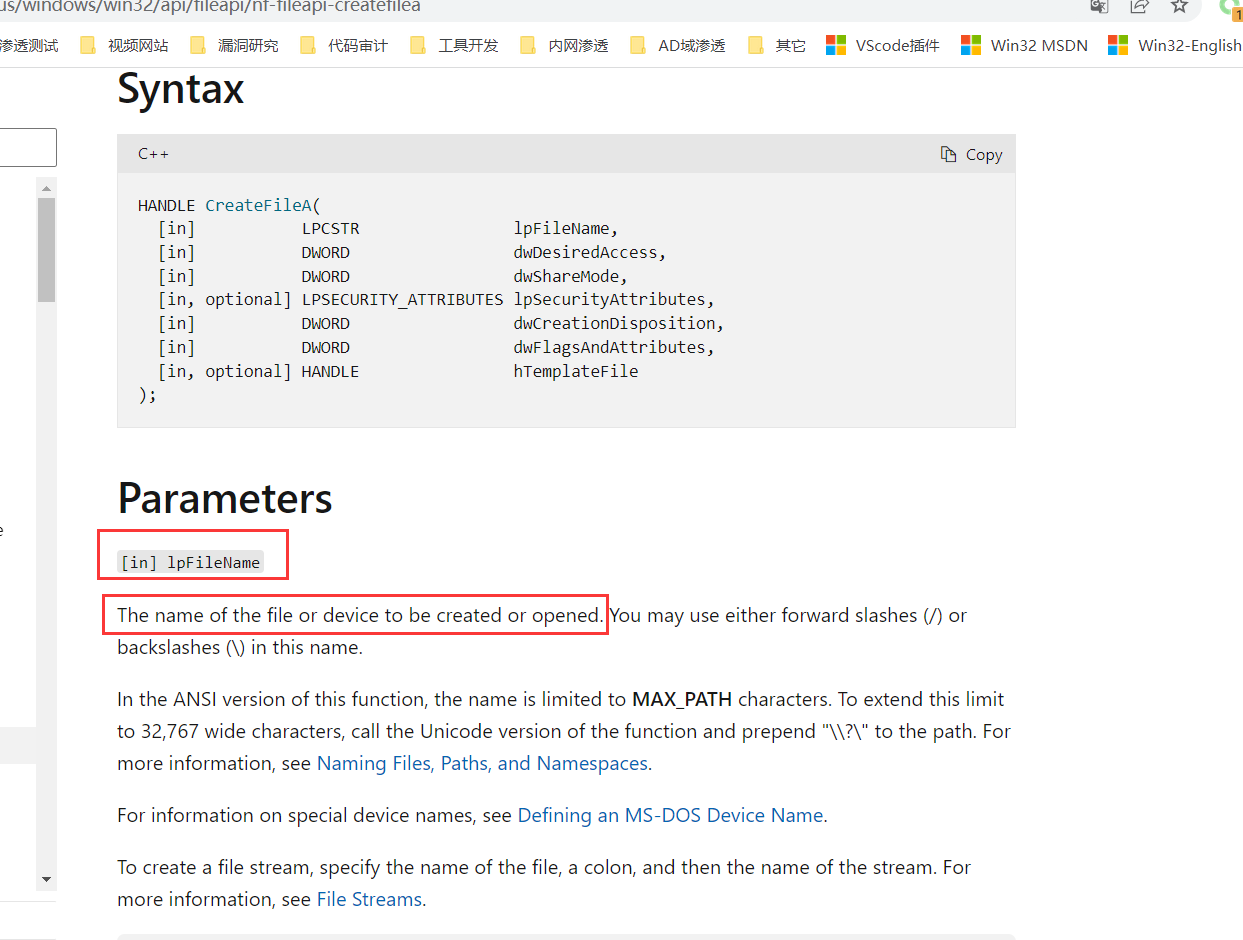 us/windows/win32/api/fileapi/nf-fileapi-createfilea
渗透测试 视频网站 漏洞研究 代码审计 工具开发 内网渗透 AD域渗透 其它 VScode插件 Win32 MSDN Win32-English
Syntax
C++ Copy
HANDLE CreateFileA(
[in] LPCSTR lpFileName,
[in] DWORD dwDesiredAccess,
[in] DWORD dwShareMode,
[in, optional] LPSECURITY_ATTRIBUTES lpSecurityAttributes,
[in] DWORD dwCreationDisposition,
[in] DWORD dwFlagsAndAttributes,
[in, optional] HANDLE hTemplateFile
);
Parameters
e
[in] lpFileName
The name of the file or device to be created or opened. You may use either forward slashes (/) or
backslashes (\) in this name.
In the ANSI version of this function, the name is limited to MAX_PATH characters. To extend this limit
to 32,767 wide characters, call the Unicode version of the function and prepend "\\?\" to the path. For
more information, see Naming Files, Paths, and Namespaces.
For information on special device names, see Defining an MS-DOS Device Name.
To create a file stream, specify the name of the file, a colon, and then the name of the stream. For
more information, see File Streams.